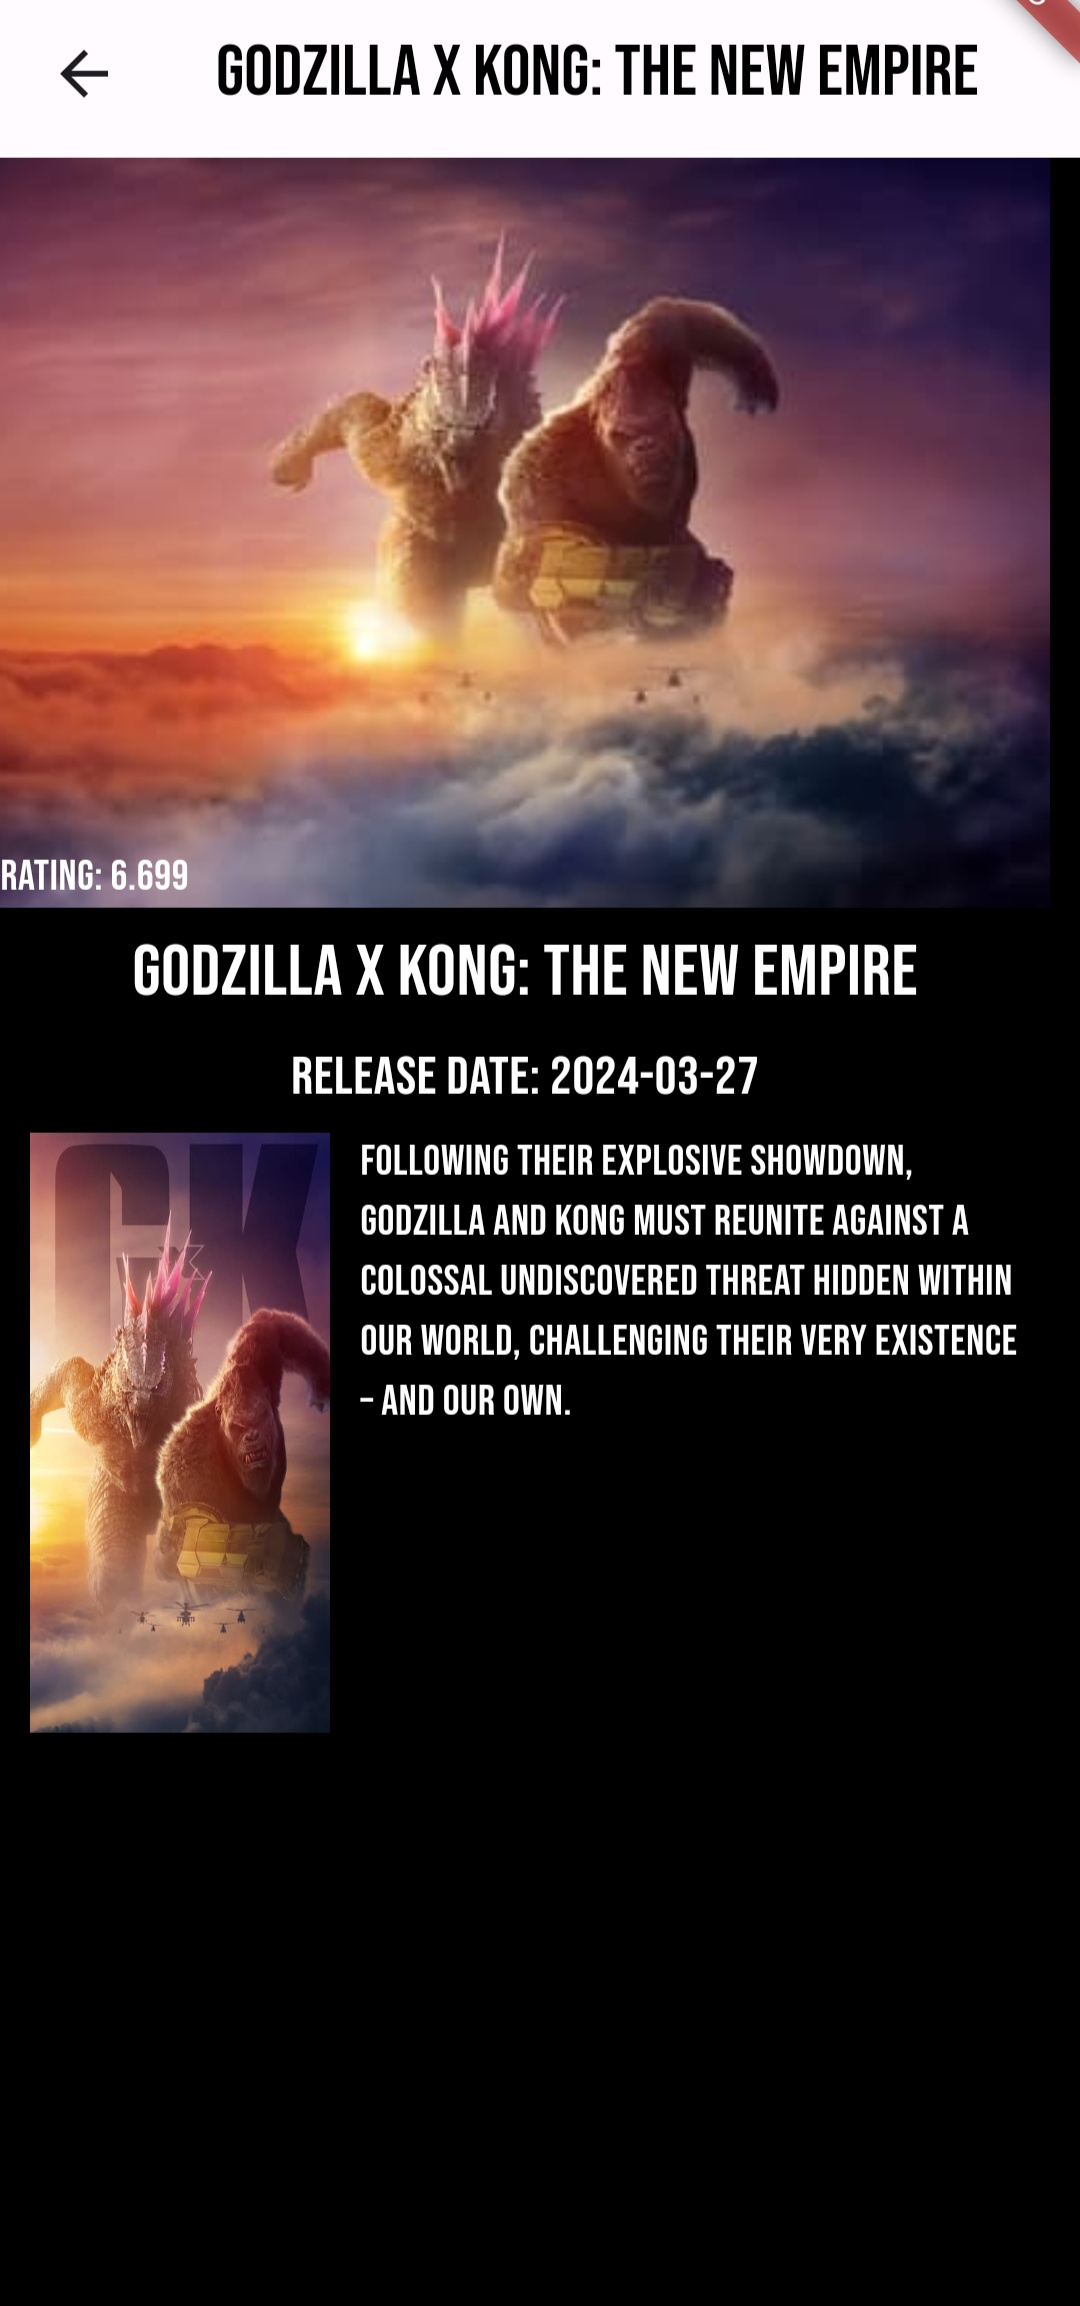 GODZILLA X KONG: THE NEW EMPIRE
RATING: 6.699
GODZILLA X KONG: THE NEW EMPIRE
RELEASE DATE: 2024-03-27
GK
FOLLOWING THEIR EXPLOSIVE SHOWDOWN,
GODZILLA AND KONG MUST REUNITE AGAINST A
COLOSSAL UNDISCOVERED THREAT HIDDEN WITHIN
OUR WORLD, CHALLENGING THEIR VERY EXISTENCE
– AND OUR OWN.